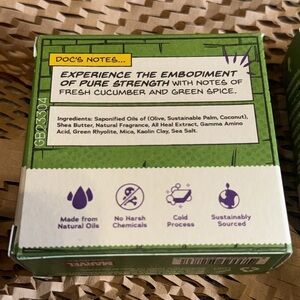 DOC'S NOTES...
EXPERIENCE THE EMBODIMENT
OF PURE STRENGTH WITH NOTES OF
FRESH CUCUMBER AND GREEN SPICE.
Ingredients: Saponified Oils of (Olive, Sustainable Palm, Coconut),
Shea Butter, Natural Fragrance, All Heal Extract, Gamma Amino
Acid, Green Rhyolite, Mica, Kaolin Clay, Sea Salt.
GB23324
Made from
Natural Oils
No Harsh
Chemicals
Cold
Process
Sustainably
Sourced
MARVEL